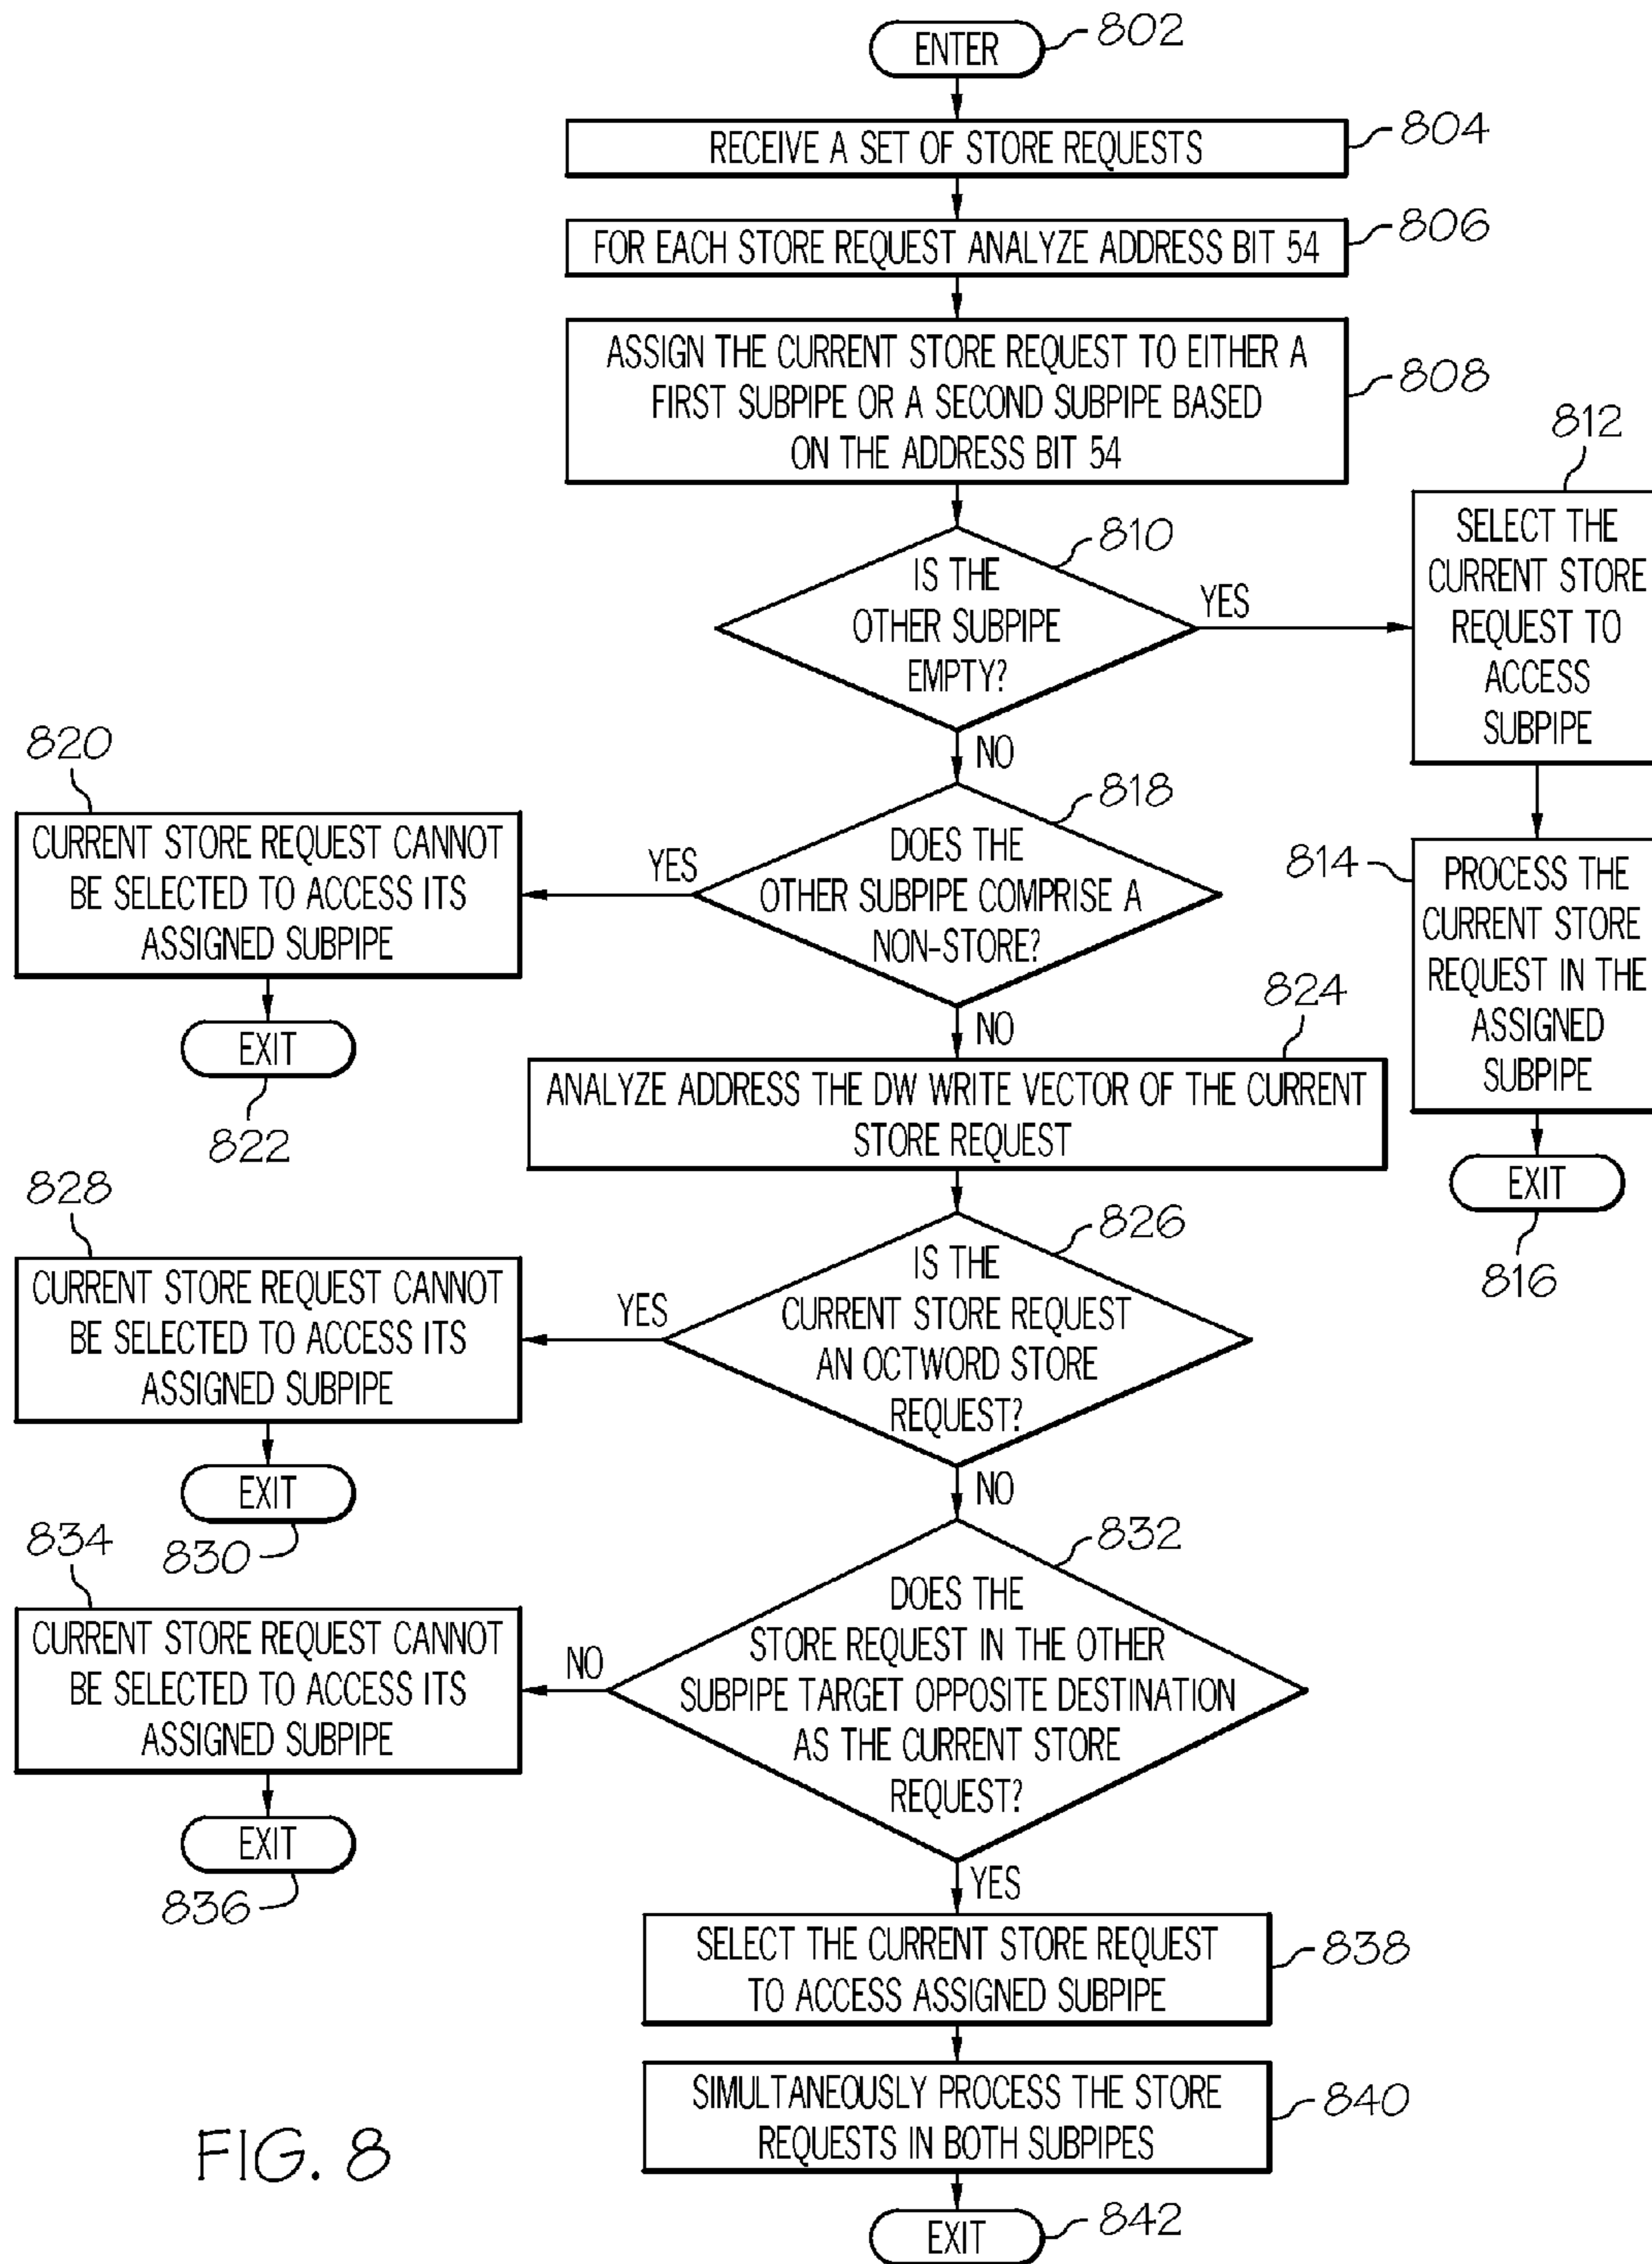 ENTER
802
RECEIVE A SET OF STORE REQUESTS
804
FOR EACH STORE REQUEST ANALYZE ADDRESS BIT 54
806
ASSIGN THE CURRENT STORE REQUEST TO EITHER A
FIRST SUBPIPE OR A SECOND SUBPIPE BASED
ON THE ADDRESS BIT 54
808
IS THE
OTHER SUBPIPE
EMPTY?
810
YES
NO
812
SELECT THE
CURRENT STORE
REQUEST TO
ACCESS
SUBPIPE
814
PROCESS THE
CURRENT STORE
REQUEST IN THE
ASSIGNED
SUBPIPE
EXIT
816
DOES THE
OTHER SUBPIPE COMPRISE A
NON-STORE?
818
YES
NO
820
CURRENT STORE REQUEST CANNOT
BE SELECTED TO ACCESS ITS
ASSIGNED SUBPIPE
EXIT
822
824
ANALYZE ADDRESS THE DW WRITE VECTOR OF THE CURRENT
STORE REQUEST
IS THE
CURRENT STORE REQUEST
AN OCTWORD STORE
REQUEST?
826
YES
NO
828
CURRENT STORE REQUEST CANNOT
BE SELECTED TO ACCESS ITS
ASSIGNED SUBPIPE
EXIT
830
DOES THE
STORE REQUEST IN THE OTHER
SUBPIPE TARGET OPPOSITE DESTINATION
AS THE CURRENT STORE
REQUEST?
832
NO
YES
834
CURRENT STORE REQUEST CANNOT
BE SELECTED TO ACCESS ITS
ASSIGNED SUBPIPE
EXIT
836
SELECT THE CURRENT STORE REQUEST
TO ACCESS ASSIGNED SUBPIPE
838
SIMULTANEOUSLY PROCESS THE STORE
REQUESTS IN BOTH SUBPIPES
840
EXIT
842
FIG. 8